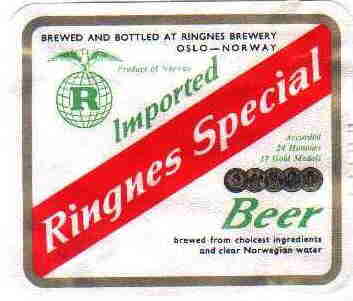 BREWED AND BOTTLED AT RINGNES BREWERY
OSLO—NORWAY
Product of Norway
R
Imported
Ringnes Special
Awarded
24 Honours
17 Gold Medals
Beer
brewed from choicest ingredients
and clear Norwegian water